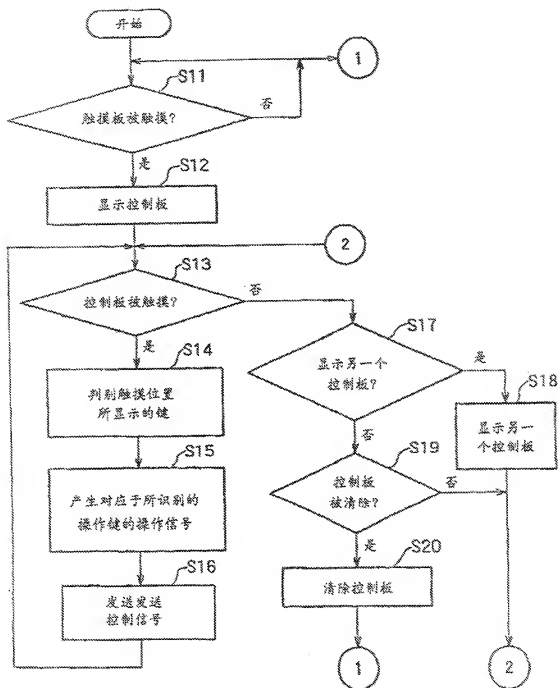 开始
1
S11
触摸板被触摸?
否
是
S12
显示控制板
2
S13
控制板被触摸?
否
是
S14
判别触摸位置
所显示的键
S15
产生对应于所识别的
操作键的操作信号
S16
发送发送
控制信号
S17
显示另一个
控制板?
是
S18
显示另一
个控制板
否
S19
控制板
被清除?
否
是
S20
清除控制板
1
2